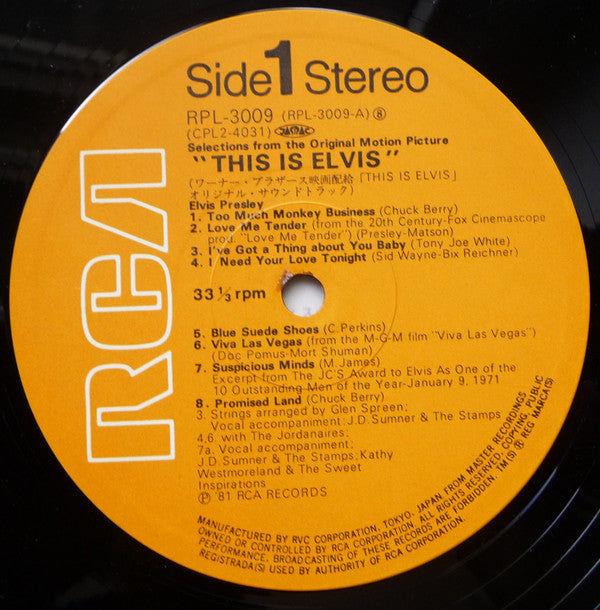 RCA
Side 1 Stereo
RPL-3009 (RPL-3009-A) Ⓑ
(CPL2-4031) JASRAC
Selections from the Original Motion Picture
"THIS IS ELVIS"
(ワーナー・ブラザース映画配給「THIS IS ELVIS」
オリジナル・サウンドトラック)
Elvis Presley
1. Too Much Monkey Business (Chuck Berry)
2. Love Me Tender (from the 20th Century-Fox Cinemascope
prod. "Love Me Tender") (Presley-Matson)
3. I've Got a Thing about You Baby (Tony Joe White)
4. I Need Your Love Tonight (Sid Wayne-Bix Reichner)
33 ⅓ rpm
5. Blue Suede Shoes (C. Perkins)
6. Viva Las Vegas (from the M-G-M film "Viva Las Vegas")
(Doc Pomus-Mort Shuman)
7. Suspicious Minds (M. James)
Excerpt from The JC'S Award to Elvis As One of the
10 Outstanding Men of the Year-January 9, 1971
8. Promised Land (Chuck Berry)
3. Strings arranged by Glen Spreen;
Vocal accompaniment; J.D. Sumner & The Stamps
4,6. with The Jordanaires;
7a. Vocal accompaniment;
J.D. Sumner & The Stamps; Kathy
Westmoreland & The Sweet
Inspirations
Ⓟ '81 RCA RECORDS
MANUFACTURED BY RVC CORPORATION, TOKYO, JAPAN FROM MASTER RECORDINGS
OWNED OR CONTROLLED BY RCA CORPORATION. ALL RIGHTS RESERVED. COPYING, PUBLIC
PERFORMANCE, BROADCASTING OF THESE RECORDS ARE FORBIDDEN. TM(S) ® REG MARCA(S)
REGISTRADA(S) USED BY AUTHORITY OF RCA CORPORATION.